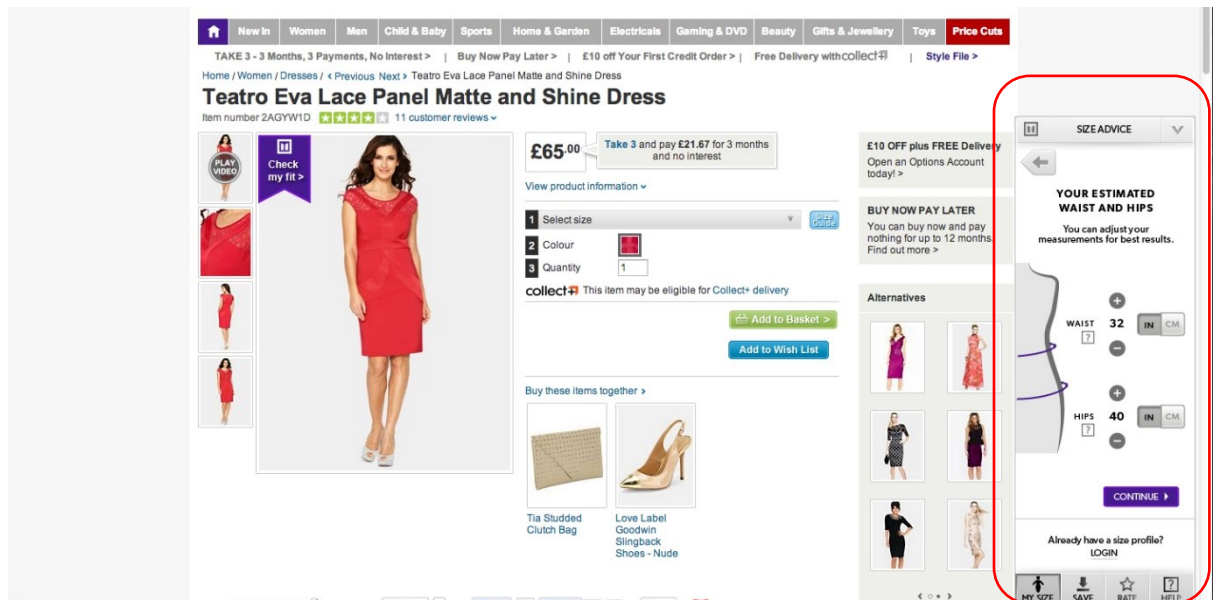 New In Women Men Child & Baby Sports Home & Garden Electricals Gaming & DVD Beauty Gifts & Jewellery Toys Price Cuts
TAKE 3 - 3 Months, 3 Payments, No Interest > | Buy Now Pay Later > | £10 off Your First Credit Order > | Free Delivery with collect+ | Style File >
Home / Women / Dresses / < Previous Next > Teatro Eva Lace Panel Matte and Shine Dress
Teatro Eva Lace Panel Matte and Shine Dress
Item number 2AGYW1D 11 customer reviews
PLAY
VIDEO
Check
my fit >
£65.00
Take 3 and pay £21.67 for 3 months
and no interest
View product information
1 Select size
Size
Guide
2 Colour
3 Quantity 1
collect+ This item may be eligible for Collect+ delivery
Add to Basket >
Add to Wish List
Buy these items together >
Tia Studded
Clutch Bag
Love Label
Goodwin
Slingback
Shoes - Nude
£10 OFF plus FREE Delivery
Open an Options Account
today! >
BUY NOW PAY LATER
You can buy now and pay
nothing for up to 12 months.
Find out more >
Alternatives
SIZE ADVICE
YOUR ESTIMATED
WAIST AND HIPS
You can adjust your
measurements for best results.
+
WAIST 32 IN CM
?
−
+
HIPS 40 IN CM
?
−
CONTINUE
Already have a size profile?
LOGIN
MY SIZE SAVE RATE HELP